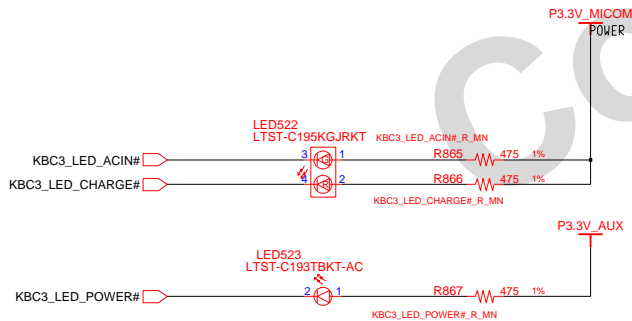 P3.3V_MICOM
POWER
LED522
LTST-C195KGJRKT
KBC3_LED_ACIN#_R_MN
KBC3_LED_ACIN# 3 1 R865 475 1%
KBC3_LED_CHARGE# 4 2 R866 475 1%
KBC3_LED_CHARGE#_R_MN
P3.3V_AUX
LED523
LTST-C193TBKT-AC
KBC3_LED_POWER# 2 1 R867 475 1%
KBC3_LED_POWER#_R_MN